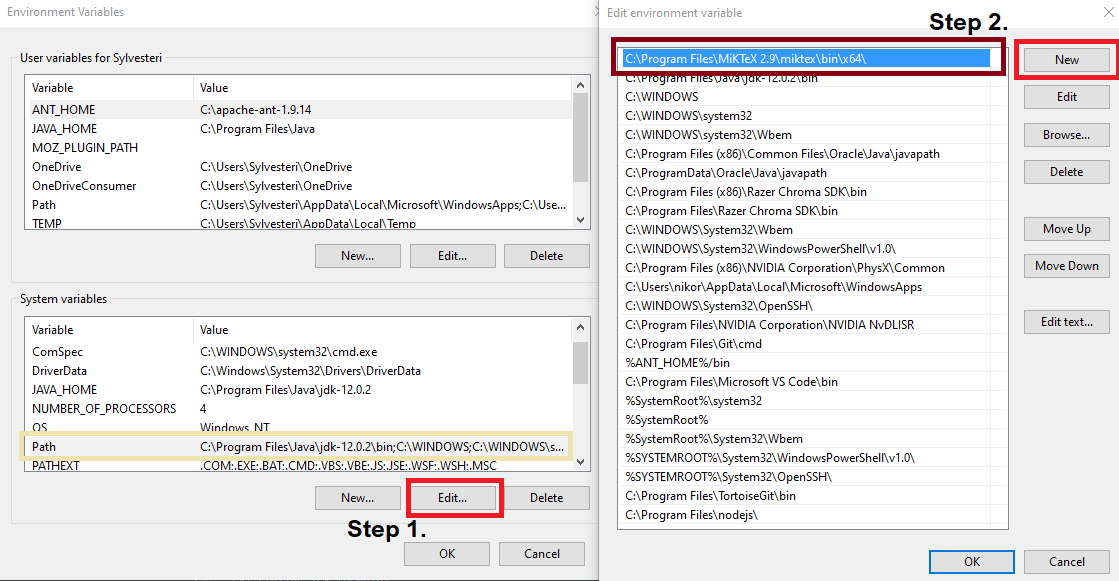 Environment Variables
User variables for Sylvesteri
Variable Value
ANT_HOME C:\apache-ant-1.9.14
JAVA_HOME C:\Program Files\Java
MOZ_PLUGIN_PATH
OneDrive C:\Users\Sylvesteri\OneDrive
OneDriveConsumer C:\Users\Sylvesteri\OneDrive
Path C:\Users\Sylvesteri\AppData\Local\Microsoft\WindowsApps;C:\Use...
TEMP C:\Users\Sylvesteri\AppData\Local\Temp
New... Edit... Delete
System variables
Variable Value
ComSpec C:\WINDOWS\system32\cmd.exe
DriverData C:\Windows\System32\Drivers\DriverData
JAVA_HOME C:\Program Files\Java\jdk-12.0.2
NUMBER_OF_PROCESSORS 4
OS Windows_NT
Path C:\Program Files\Java\jdk-12.0.2\bin;C:\WINDOWS;C:\WINDOWS\s...
PATHEXT .COM;.EXE;.BAT;.CMD;.VBS;.VBE;.JS;.JSE;.WSF;.WSH;.MSC
New... Edit... Delete
Step 1.
OK Cancel
Edit environment variable
Step 2.
C:\Program Files\MiKTeX 2.9\miktex\bin\x64\
C:\Program Files\Java\jdk-12.0.2\bin
C:\WINDOWS
C:\WINDOWS\system32
C:\WINDOWS\system32\Wbem
C:\Program Files (x86)\Common Files\Oracle\Java\javapath
C:\ProgramData\Oracle\Java\javapath
C:\Program Files (x86)\Razer Chroma SDK\bin
C:\Program Files\Razer Chroma SDK\bin
C:\WINDOWS\System32\Wbem
C:\WINDOWS\System32\WindowsPowerShell\v1.0\
C:\Program Files (x86)\NVIDIA Corporation\PhysX\Common
C:\Users\nikor\AppData\Local\Microsoft\WindowsApps
C:\WINDOWS\System32\OpenSSH\
C:\Program Files\NVIDIA Corporation\NVIDIA NvDLISR
C:\Program Files\Git\cmd
%ANT_HOME%/bin
C:\Program Files\Microsoft VS Code\bin
%SystemRoot%\system32
%SystemRoot%
%SystemRoot%\System32\Wbem
%SYSTEMROOT%\System32\WindowsPowerShell\v1.0\
%SYSTEMROOT%\System32\OpenSSH\
C:\Program Files\TortoiseGit\bin
C:\Program Files\nodejs\
New
Edit
Browse...
Delete
Move Up
Move Down
Edit text...
OK Cancel